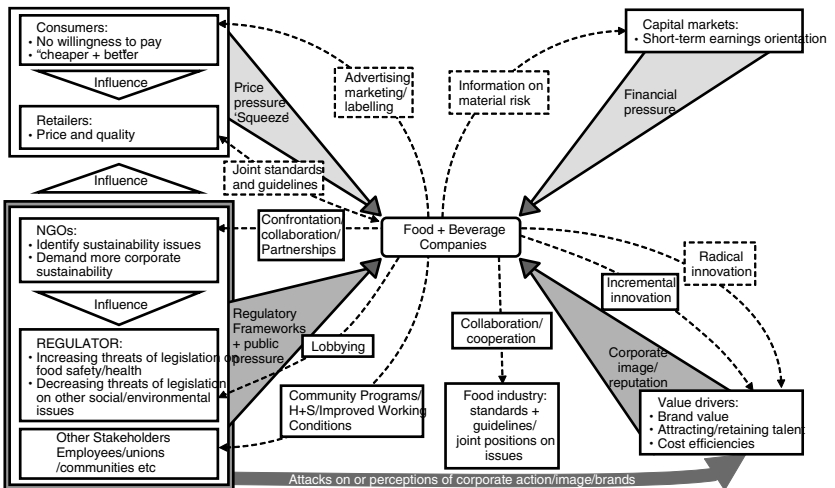 Consumers:
• No willingness to pay
• “cheaper + better”
Influence
Retailers:
• Price and quality
Influence
NGOs:
• Identify sustainability issues
• Demand more corporate
sustainability
Influence
REGULATOR:
• Increasing threats of legislation on
food safety/health
• Decreasing threats of legislation
on other social/environmental
issues
Other Stakeholders
Employees/unions
/communities etc
Price
pressure
‘Squeeze’
Advertising
marketing/
labelling
Joint standards
and guidelines
Confrontation/
collaboration/
Partnerships
Regulatory
Frameworks
+ public
pressure
Lobbying
Community Programs/
H+S/Improved Working
Conditions
Information on
material risk
Food + Beverage
Companies
Collaboration/
cooperation
Food industry:
standards +
guidelines/
joint positions on
issues
Capital markets:
• Short-term earnings orientation
Financial
pressure
Radical
innovation
Incremental
innovation
Corporate
image/
reputation
Value drivers:
• Brand value
• Attracting/retaining talent
• Cost efficiencies
Attacks on or perceptions of corporate action/image/brands